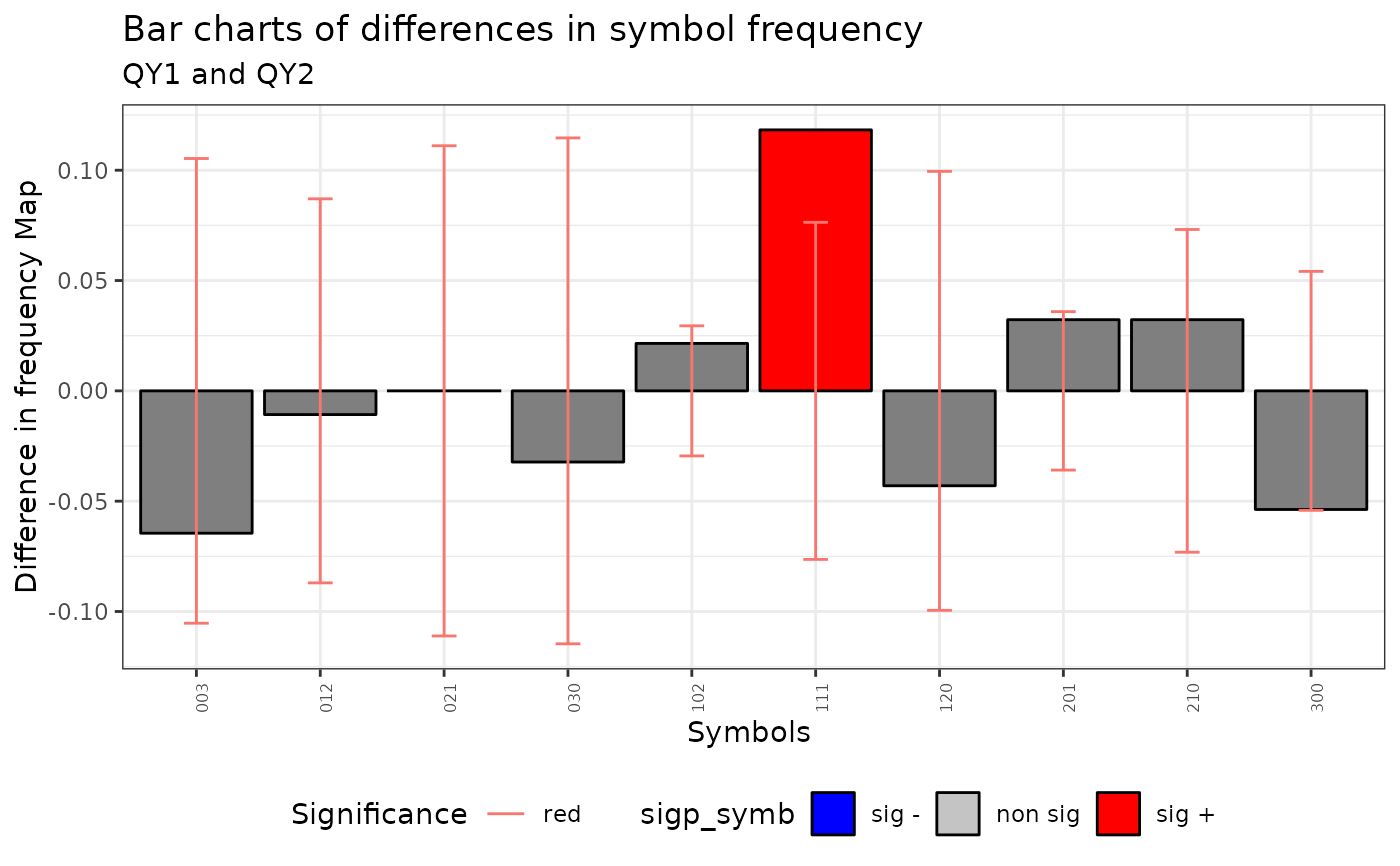 Bar charts of differences in symbol frequency
QY1 and QY2
Difference in frequency Map
0.10
0.05
0.00
-0.05
-0.10
003 012 021 030 102 111 120 201 210 300
Symbols
Significance red sigp_symb sig - non sig sig +